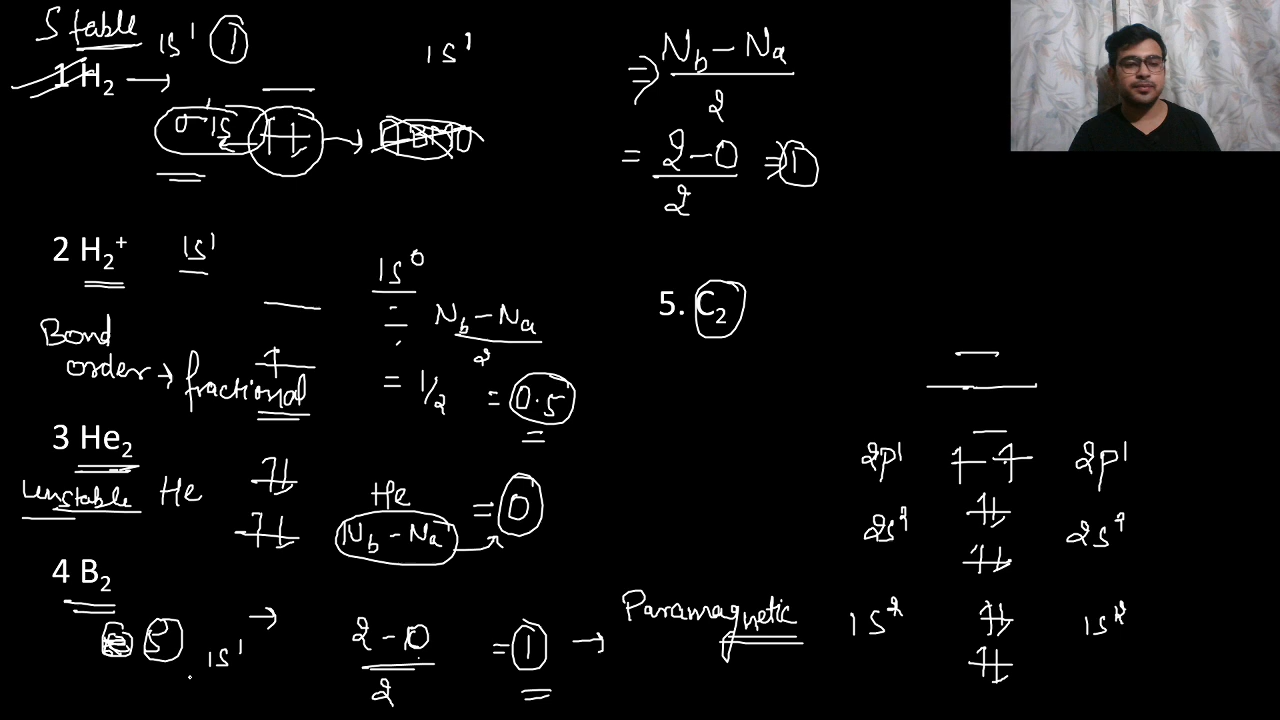 Stable 1s¹ 1 1s¹
1 H₂ →
σ1s →
⇒ N_b − N_a / 2
= 2 − 0 / 2 ⇒ 1
2 H₂⁺ 1s¹ 1s⁰
= N_b − N_a / 2
= 1/2 = 0.5
Bond
order → fractional
3 He₂
Unstable He He
N_b − N_a = 0
4 B₂
5 . 1s¹ →
2 − 0 / 2 = 1 → Paramagnetic
5. C₂
2p¹ 2p¹
2s² 2s²
1s² 1s²